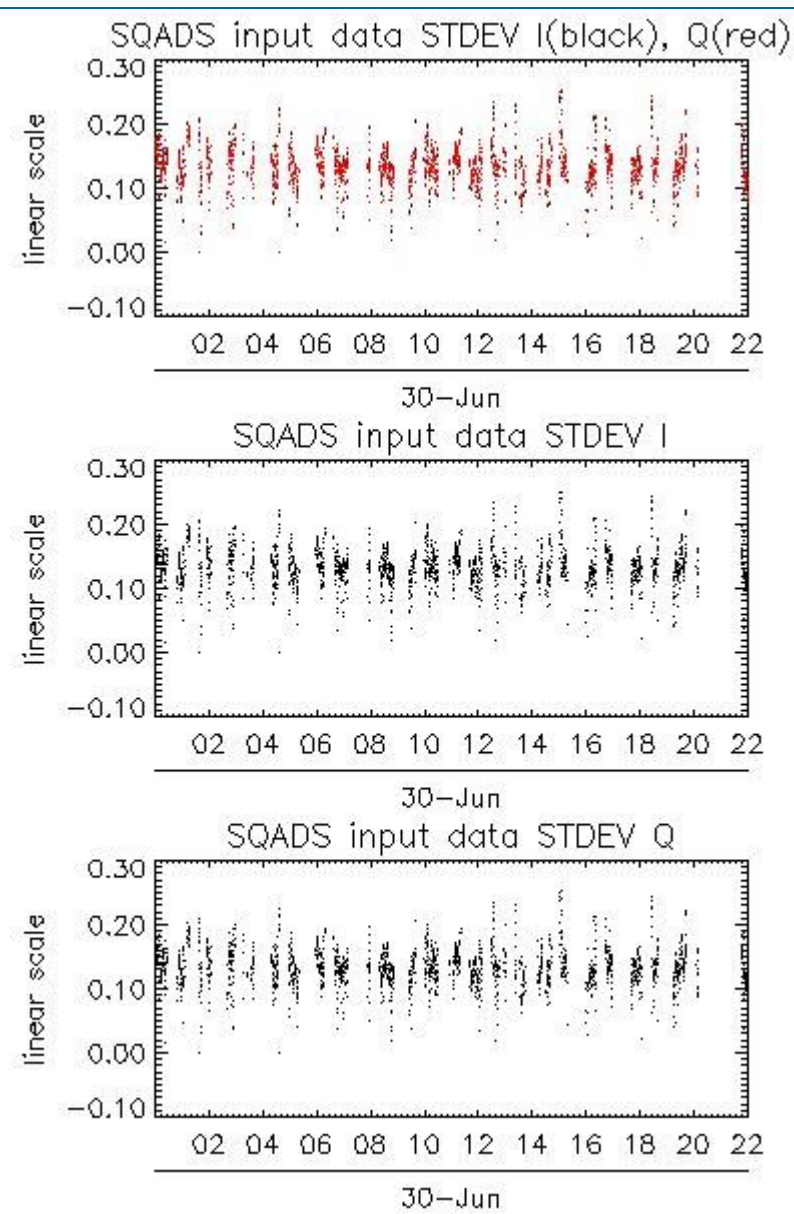 SQADS input data STDEV I(black), Q(red)
0.30
0.20
0.10
0.00
−0.10
linear scale
02 04 06 08 10 12 14 16 18 20 22
30−Jun
SQADS input data STDEV I
0.30
0.20
0.10
0.00
−0.10
linear scale
02 04 06 08 10 12 14 16 18 20 22
30−Jun
SQADS input data STDEV Q
0.30
0.20
0.10
0.00
−0.10
linear scale
02 04 06 08 10 12 14 16 18 20 22
30−Jun